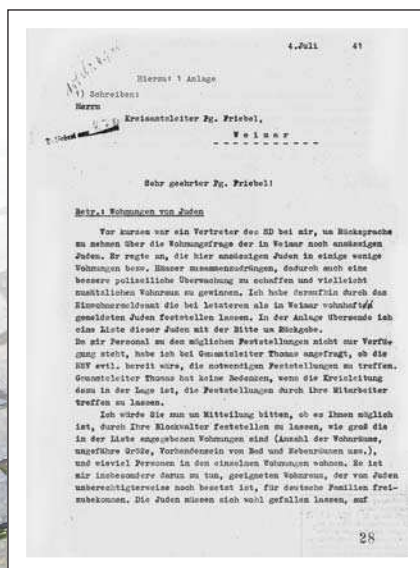 4.Juli 41
Hierzu: 1 Anlage
1) Schreiben:
Herrn
Kreisamtsleiter Pg. Friebel,
Weimar
Sehr geehrter Pg. Friebel!
Betr.: Wohnungen von Juden
Vor kurzem war ein Vertreter des SD bei mir, um Rücksprache
zu nehmen über die Wohnungsfrage der in Weimar noch ansässigen
Juden. Er regte an, die hier ansässigen Juden in einige wenige
Wohnungen bezw. Häuser zusammenzudrängen, dadurch auch eine
bessere polizeiliche Überwachung zu schaffen und vielleicht
zusätzlichen Wohnraum zu gewinnen. Ich habe daraufhin durch das
Einwohnermeldeamt die bei letzterem als in Weimar wohnhaft
gemeldeten Juden feststellen lassen. In der Anlage übersende ich
eine Liste dieser Juden mit der Bitte um Rückgabe.
Da mir Personal zu den möglichen Feststellungen nicht zur Verfü-
gung steht, habe ich bei Gauamtsleiter Thomas angefragt, ob die
NSV evtl. bereit wäre, die notwendigen Feststellungen zu treffen.
Gauamtsleiter Thomas hat keine Bedenken, wenn die Kreisleitung
dazu in der Lage ist, die Feststellungen durch ihre Mitarbeiter
treffen zu lassen.
Ich würde Sie nun um Mitteilung bitten, ob es Ihnen möglich
ist, durch Ihre Blockwalter feststellen zu lassen, wie groß die
in der Liste angegebenen Wohnungen sind (Anzahl der Wohnräume,
ungefähre Größe, Vorhandensein von Bad und Nebenräumen usw.),
und wieviel Personen in den einzelnen Wohnungen wohnen. Es ist
mir insbesondere darum zu tun, geeigneten Wohnraum, der von Juden
unberechtigterweise noch besetzt ist, für deutsche Familien frei-
zubekommen. Die Juden müssen sich wohl gefallen lassen, auf
28